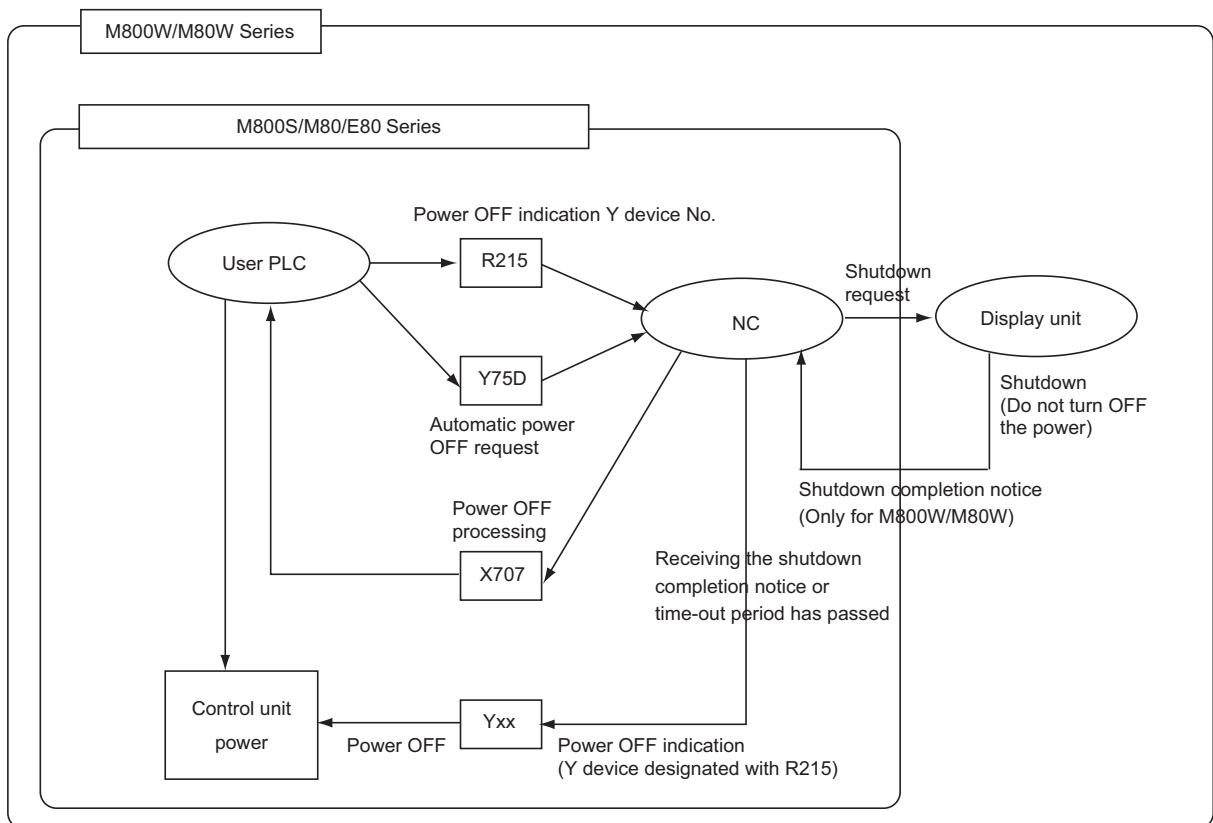 M800W/M80W Series
M800S/M80/E80 Series
Power OFF indication Y device No.
User PLC
R215
Shutdown
request
NC
Display unit
Y75D
Automatic power
OFF request
Shutdown
(Do not turn OFF
the power)
Shutdown completion notice
(Only for M800W/M80W)
Power OFF
processing
X707
Receiving the shutdown
completion notice or
time-out period has passed
Control unit
power
Power OFF
Yxx
Power OFF indication
(Y device designated with R215)